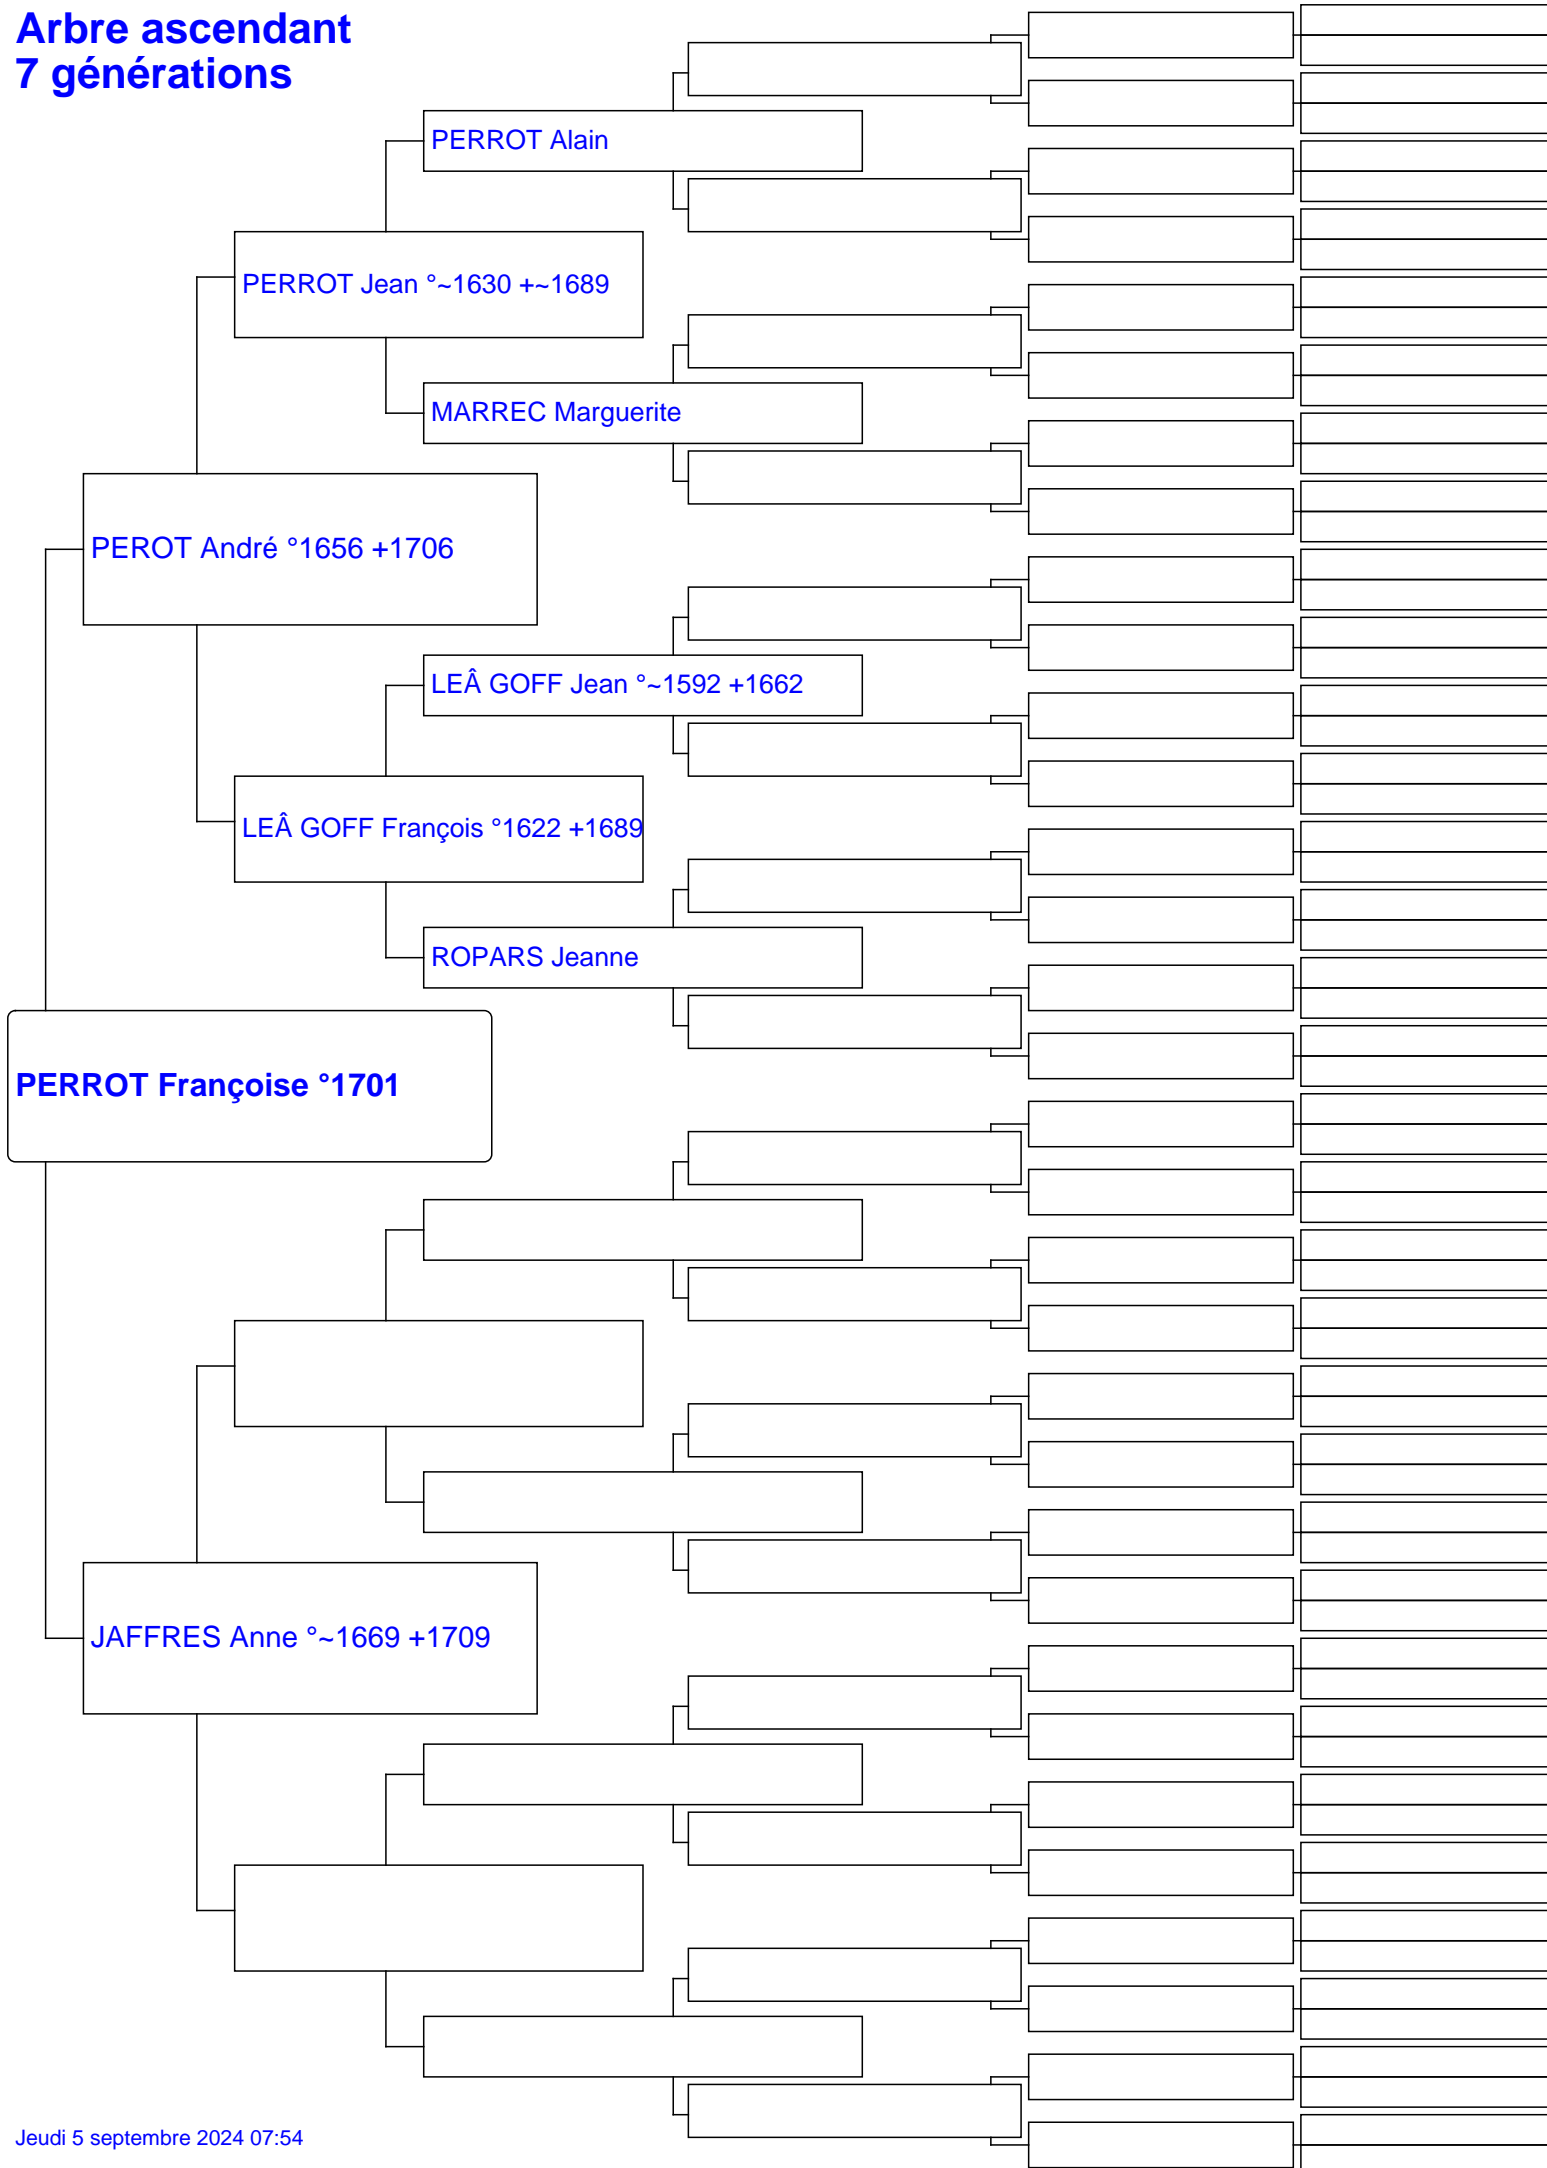 Arbre ascendant
7 générations
PERROT Alain
PERROT Jean °~1630 +~1689
MARREC Marguerite
PEROT André °1656 +1706
LEÂ GOFF Jean °~1592 +1662
LEÂ GOFF François °1622 +1689
ROPARS Jeanne
PERROT Françoise °1701
JAFFRES Anne °~1669 +1709
Jeudi 5 septembre 2024 07:54